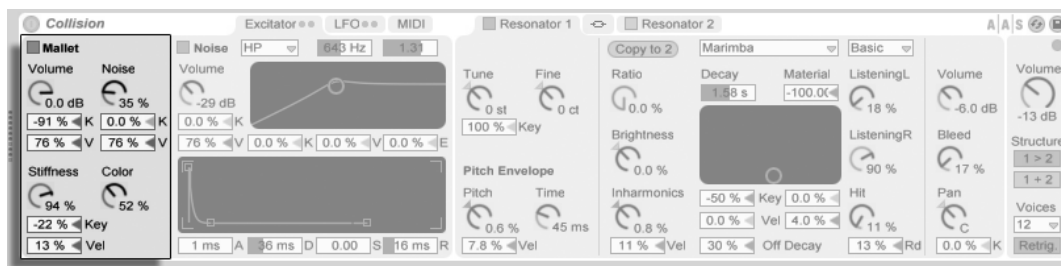 Collision
Excitator LFO MIDI
Resonator 1 Resonator 2
A A S
Mallet
Volume Noise
0.0 dB 35 %
-91 % K 0.0 % K
76 % V 76 % V
Stiffness Color
94 % 52 %
-22 % Key
13 % Vel
Noise HP 643 Hz 1.31
Volume
-29 dB
0.0 % K
76 % V 0.0 % K 0.0 % V 0.0 % E
1 ms A 36 ms D 0.00 S 16 ms R
Tune Fine
0 st 0 ct
100 % Key
Pitch Envelope
Pitch Time
0.6 % 45 ms
7.8 % Vel
Copy to 2 Marimba Basic
Ratio Decay Material ListeningL
0.0 % 1.58 s -100.0 18 %
Brightness ListeningR
0.0 % 90 %
Inharmonics -50 % Key 0.0 % Hit
0.8 % 0.0 % Vel 4.0 % 11 %
11 % Vel 30 % Off Decay 13 % Rd
Volume
-6.0 dB
Bleed
17 %
Pan
C
0.0 % K
Volume
-13 dB
Structure
1 > 2
1 + 2
Voices
12
Retrig.